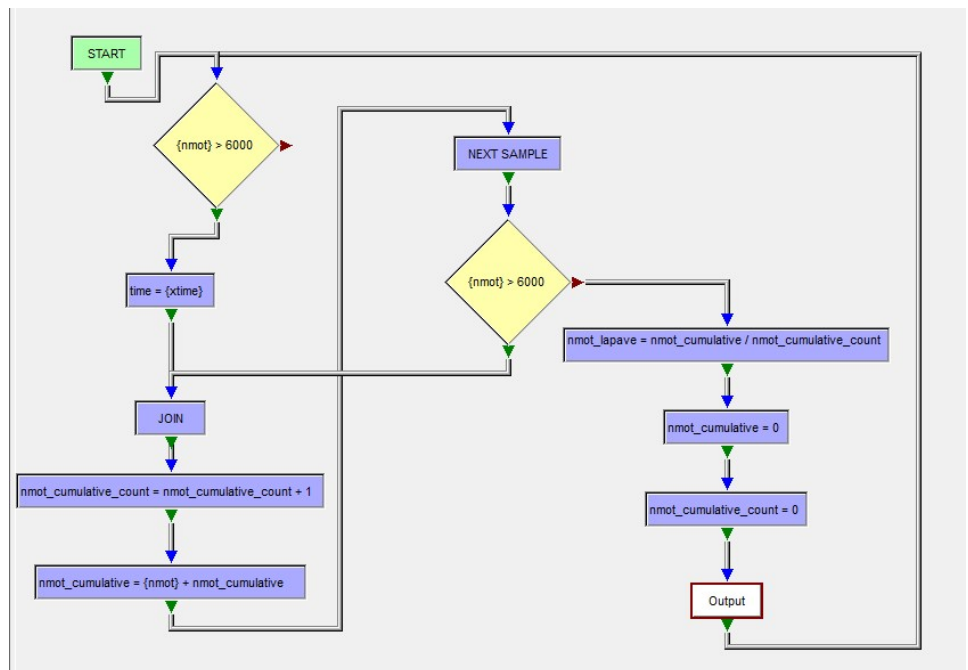 START
{nmot} > 6000
time = {xtime}
JOIN
nmot_cumulative_count = nmot_cumulative_count + 1
nmot_cumulative = {nmot} + nmot_cumulative
NEXT SAMPLE
{nmot} > 6000
nmot_lapave = nmot_cumulative / nmot_cumulative_count
nmot_cumulative = 0
nmot_cumulative_count = 0
Output